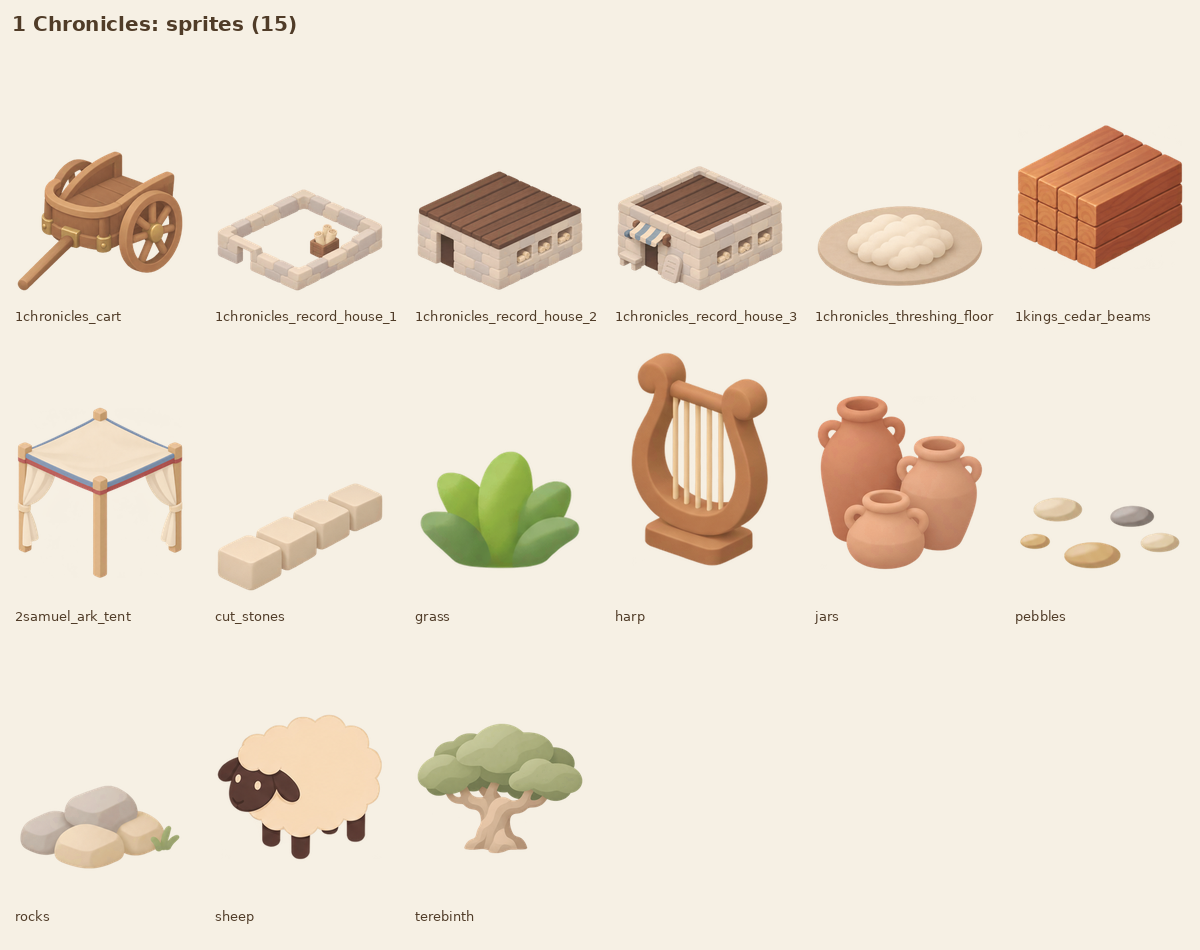 1 Chronicles: sprites (15)
1chronicles_cart
1chronicles_record_house_1
1chronicles_record_house_2
1chronicles_record_house_3
1chronicles_threshing_floor
1kings_cedar_beams
2samuel_ark_tent
cut_stones
grass
harp
jars
pebbles
rocks
sheep
terebinth